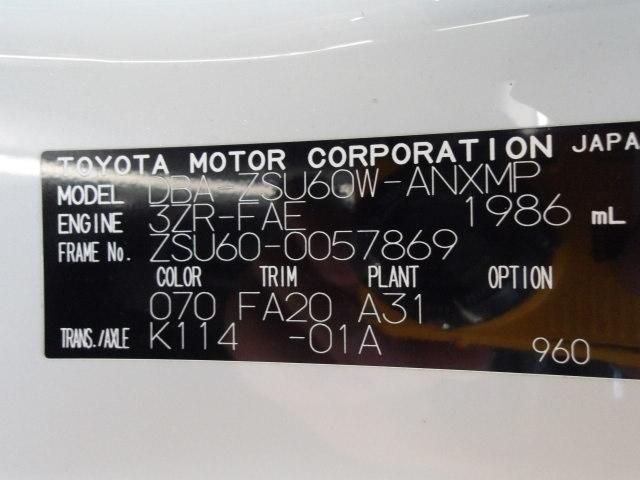 TOYOTA MOTOR CORPORATION JAPA
MODEL DBA-ZSU60W-ANXMP
ENGINE 3ZR-FAE 1986 mL
FRAME No. ZSU60-0057869
COLOR TRIM PLANT OPTION
070 FA20 A31
TRANS./AXLE K114 -01A 960